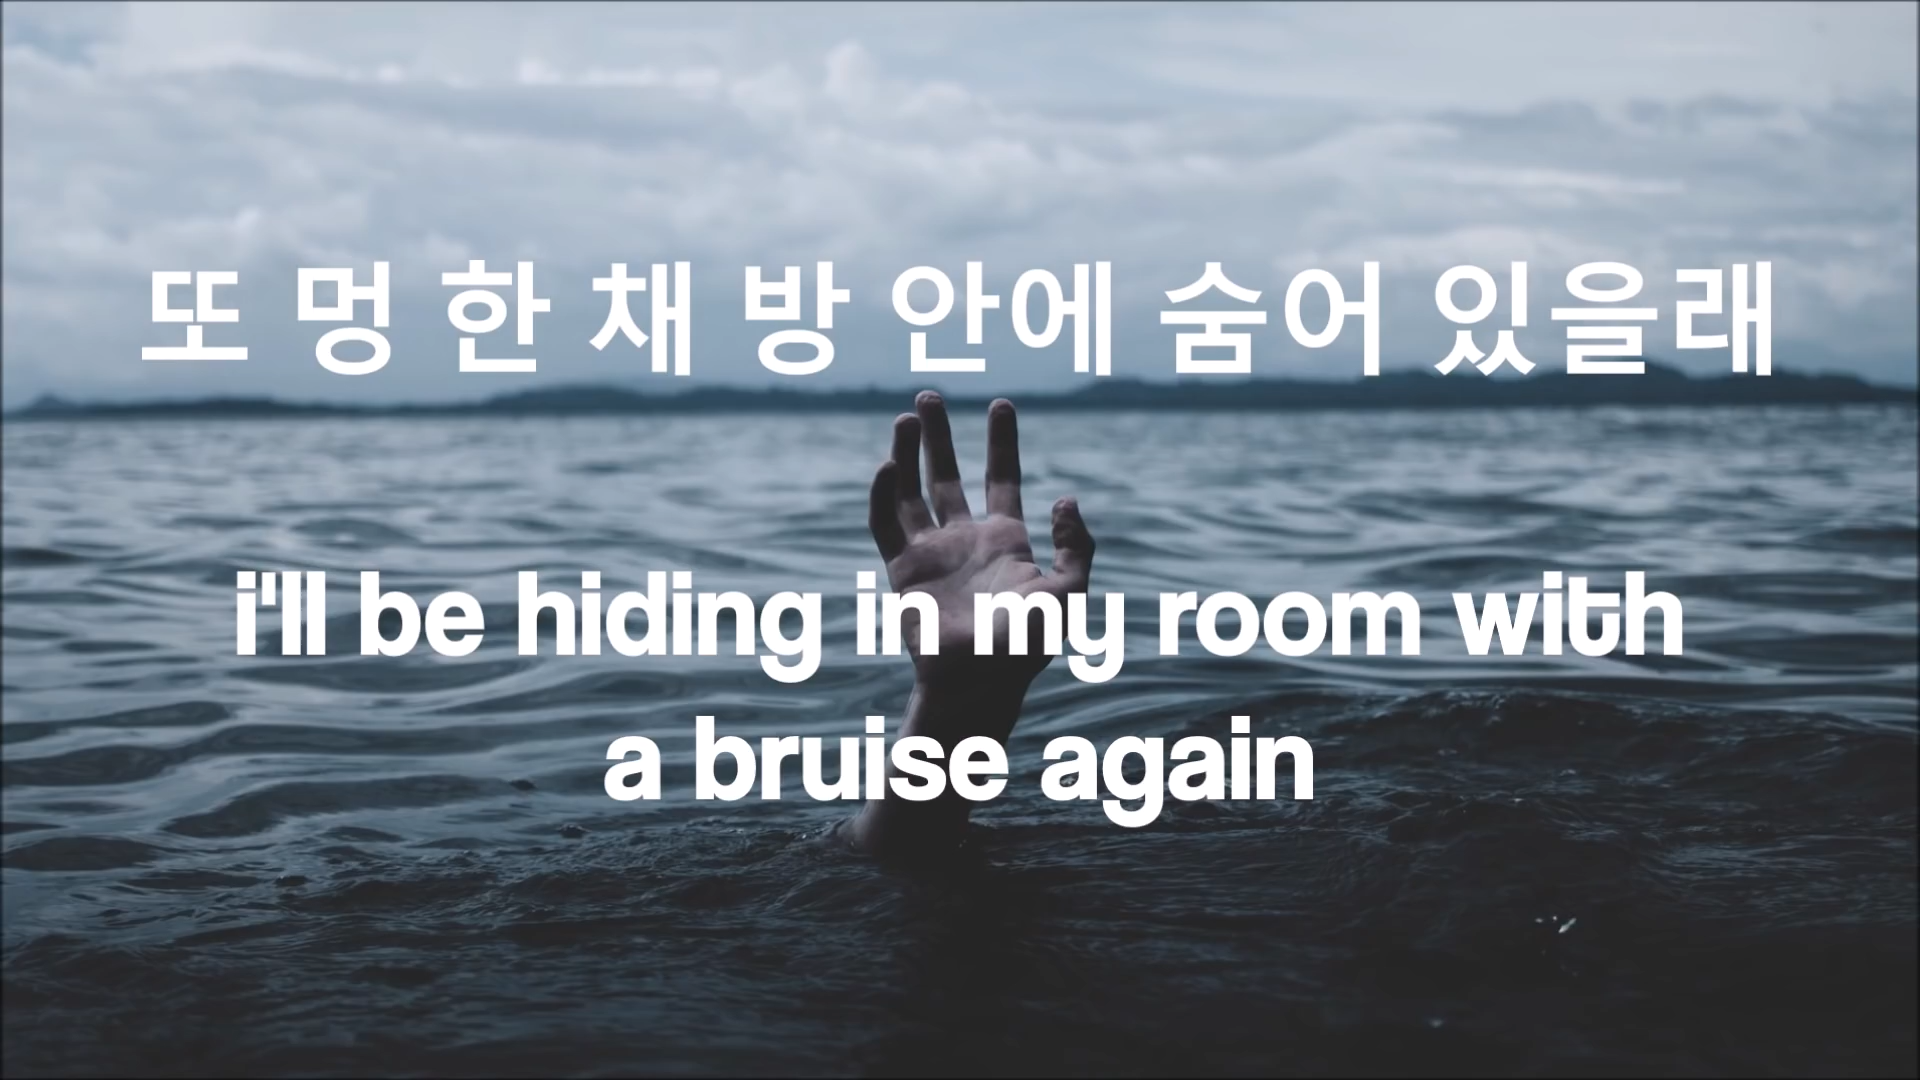 또 멍 한 채 방 안에 숨어 있을래
i'll be hiding in my room with
a bruise again